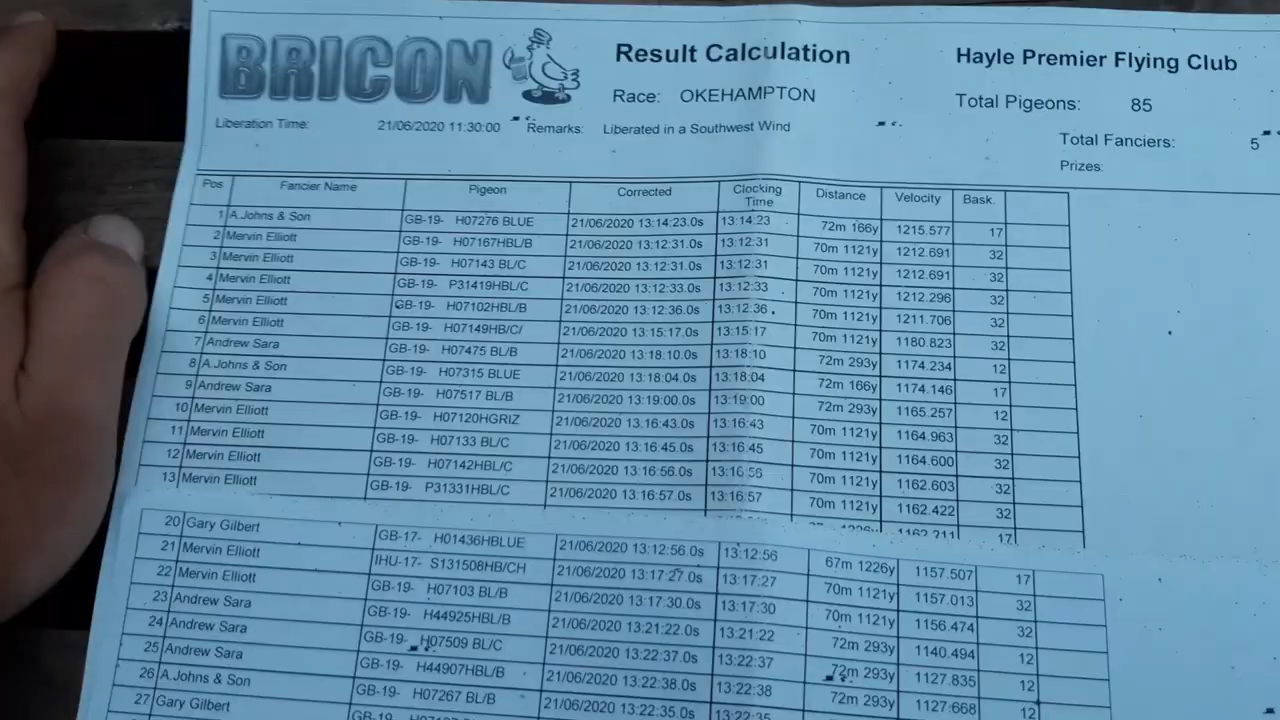 BRICON
Result Calculation
Hayle Premier Flying Club
Race: OKEHAMPTON
Total Pigeons: 85
Liberation Time: 21/06/2020 11:30:00 Remarks: Liberated in a Southwest Wind
Total Fanciers: 5
Prizes:
Pos Fancier Name Pigeon Corrected Clocking Time Distance Velocity Bask.
1 A.Johns & Son GB-19- H07276 BLUE 21/06/2020 13:14:23.0s 13:14:23 72m 166y 1215.577 17
2 Mervin Elliott GB-19- H07167HBL/B 21/06/2020 13:12:31.0s 13:12:31 70m 1121y 1212.691 32
3 Mervin Elliott GB-19- H07143 BL/C 21/06/2020 13:12:31.0s 13:12:31 70m 1121y 1212.691 32
4 Mervin Elliott GB-19- P31419HBL/C 21/06/2020 13:12:33.0s 13:12:33 70m 1121y 1212.296 32
5 Mervin Elliott GB-19- H07102HBL/B 21/06/2020 13:12:36.0s 13:12:36 70m 1121y 1211.706 32
6 Mervin Elliott GB-19- H07149HB/C/ 21/06/2020 13:15:17.0s 13:15:17 70m 1121y 1180.823 32
7 Andrew Sara GB-19- H07475 BL/B 21/06/2020 13:18:10.0s 13:18:10 72m 293y 1174.234 12
8 A.Johns & Son GB-19- H07315 BLUE 21/06/2020 13:18:04.0s 13:18:04 72m 166y 1174.146 17
9 Andrew Sara GB-19- H07517 BL/B 21/06/2020 13:19:00.0s 13:19:00 72m 293y 1165.257 12
10 Mervin Elliott GB-19- H07120HGRIZ 21/06/2020 13:16:43.0s 13:16:43 70m 1121y 1164.963 32
11 Mervin Elliott GB-19- H07133 BL/C 21/06/2020 13:16:45.0s 13:16:45 70m 1121y 1164.600 32
12 Mervin Elliott GB-19- H07142HBL/C 21/06/2020 13:16:56.0s 13:16:56 70m 1121y 1162.603 32
13 Mervin Elliott GB-19- P31331HBL/C 21/06/2020 13:16:57.0s 13:16:57 70m 1121y 1162.422 32
17
20 Gary Gilbert GB-17- H01436HBLUE 21/06/2020 13:12:56.0s 13:12:56 67m 1226y 1157.507 17
21 Mervin Elliott IHU-17- S131508HB/CH 21/06/2020 13:17:27.0s 13:17:27 70m 1121y 1157.013 32
22 Mervin Elliott GB-19- H07103 BL/B 21/06/2020 13:17:30.0s 13:17:30 70m 1121y 1156.474 32
23 Andrew Sara GB-19- H44925HBL/B 21/06/2020 13:21:22.0s 13:21:22 72m 293y 1140.494 12
24 Andrew Sara GB-19- H07509 BL/C 21/06/2020 13:22:37.0s 13:22:37 72m 293y 1127.835 12
25 Andrew Sara GB-19- H44907HBL/B 21/06/2020 13:22:38.0s 13:22:38 72m 293y 1127.668 12
26 A.Johns & Son GB-19- H07267 BL/B 21/06/2020 13:22:35.0s 13:22:35
27 Gary Gilbert GB-19-